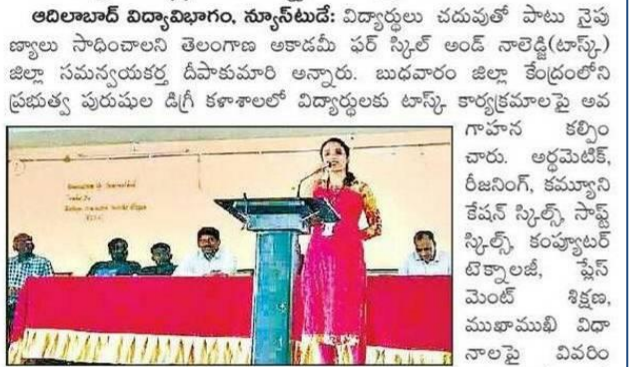 ఆదిలాబాద్ విద్యావిభాగం, న్యూస్‌టుడే: విద్యార్థులు చదువుతో పాటు నైపు
ణ్యాలు సాధించాలని తెలంగాణ అకాడమీ ఫర్ స్కిల్ అండ్ నాలెడ్జి(టాస్క్)
జిల్లా సమన్వయకర్త దీపాకుమారి అన్నారు. బుధవారం జిల్లా కేంద్రంలోని
ప్రభుత్వ పురుషుల డిగ్రీ కళాశాలలో విద్యార్థులకు టాస్క్ కార్యక్రమాలపై అవ
గాహన కల్పిం
చారు. అర్థమెటిక్,
రీజనింగ్, కమ్యూని
కేషన్ స్కిల్స్, సాఫ్ట్
స్కిల్స్, కంప్యూటర్
టెక్నాలజీ, ప్లేస్
మెంట్ శిక్షణ,
ముఖాముఖి విధా
నాలపై వివరిం